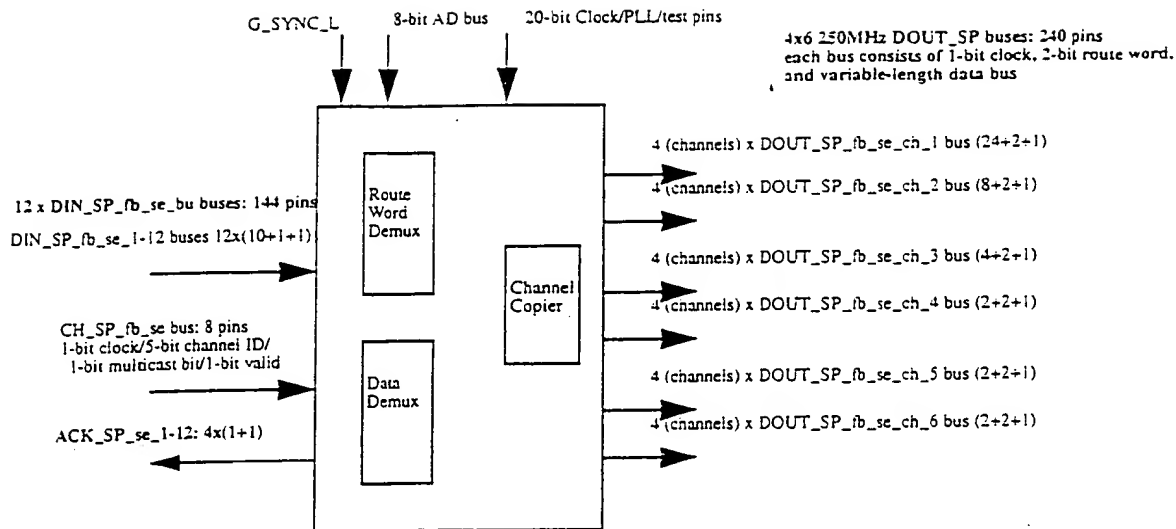 G_SYNC_L
8-bit AD bus
20-bit Clock/PLL/test pins
4x6 250MHz DOUT_SP buses: 240 pins
each bus consists of 1-bit clock, 2-bit route word,
and variable-length data bus
4 (channels) x DOUT_SP_fb_se_ch_1 bus (24+2+1)
4 (channels) x DOUT_SP_fb_se_ch_2 bus (8+2+1)
4 (channels) x DOUT_SP_fb_se_ch_3 bus (4+2+1)
4 (channels) x DOUT_SP_fb_se_ch_4 bus (2+2+1)
4 (channels) x DOUT_SP_fb_se_ch_5 bus (2+2+1)
4 (channels) x DOUT_SP_fb_se_ch_6 bus (2+2+1)
12 x DIN_SP_fb_se_bu buses: 144 pins
DIN_SP_fb_se_1-12 buses 12x(10+1+1)
CH_SP_fb_se bus: 8 pins
1-bit clock/5-bit channel ID/
1-bit multicast bit/1-bit valid
ACK_SP_se_1-12: 4x(1+1)
Route
Word
Demux
Channel
Copier
Data
Demux